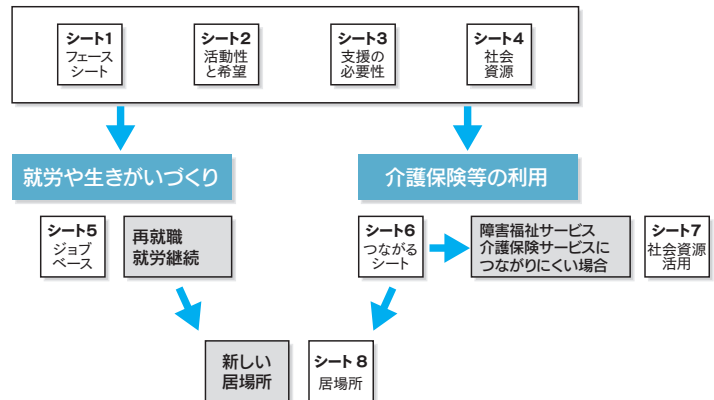 シート1
フェース
シート
シート2
活動性
と希望
シート3
支援の
必要性
シート4
社会
資源
就労や生きがいづくり
介護保険等の利用
シート5
ジョブ
ベース
再就職
就労継続
シート6
つながる
シート
障害福祉サービス
介護保険サービスに
つながりにくい場合
シート7
社会資源
活用
新しい
居場所
シート 8
居場所